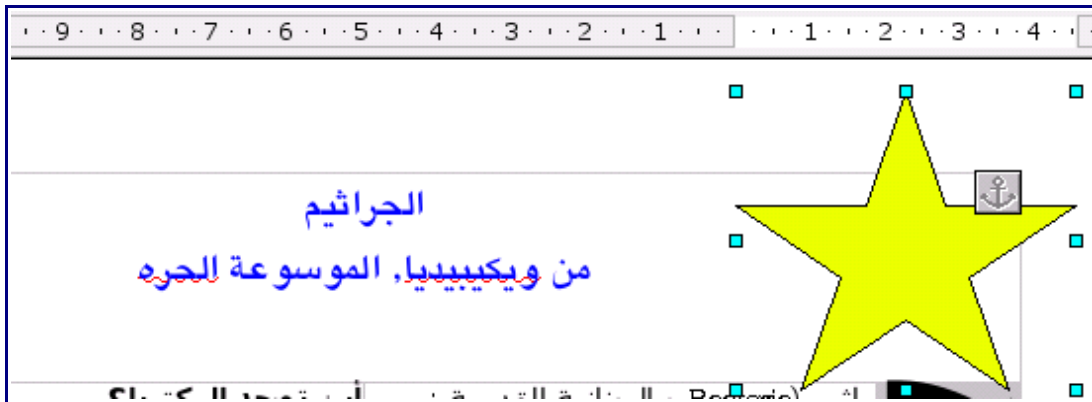 9 8 7 6 5 4 3 2 1 1 2 3 4
الجراثيم
من ويكيبيديا, الموسوعة الحره